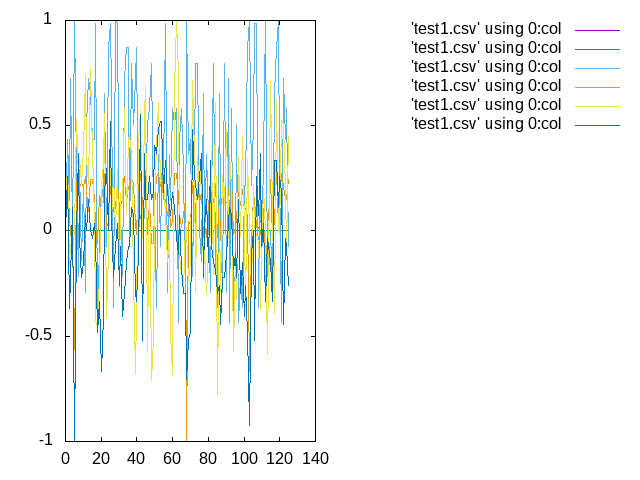 1
0.5
0
-0.5
-1
0 20 40 60 80 100 120 140
'test1.csv' using 0:col
'test1.csv' using 0:col
'test1.csv' using 0:col
'test1.csv' using 0:col
'test1.csv' using 0:col
'test1.csv' using 0:col